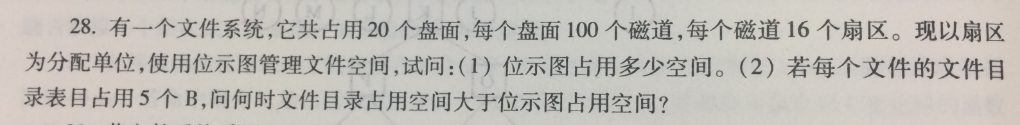 28. 有一个文件系统,它共占用20个盘面,每个盘面100个磁道,每个磁道16个扇区。现以扇区
为分配单位,使用位示图管理文件空间,试问:(1)位示图占用多少空间。(2)若每个文件的文件目
录表目占用5个B,问何时文件目录占用空间大于位示图占用空间?